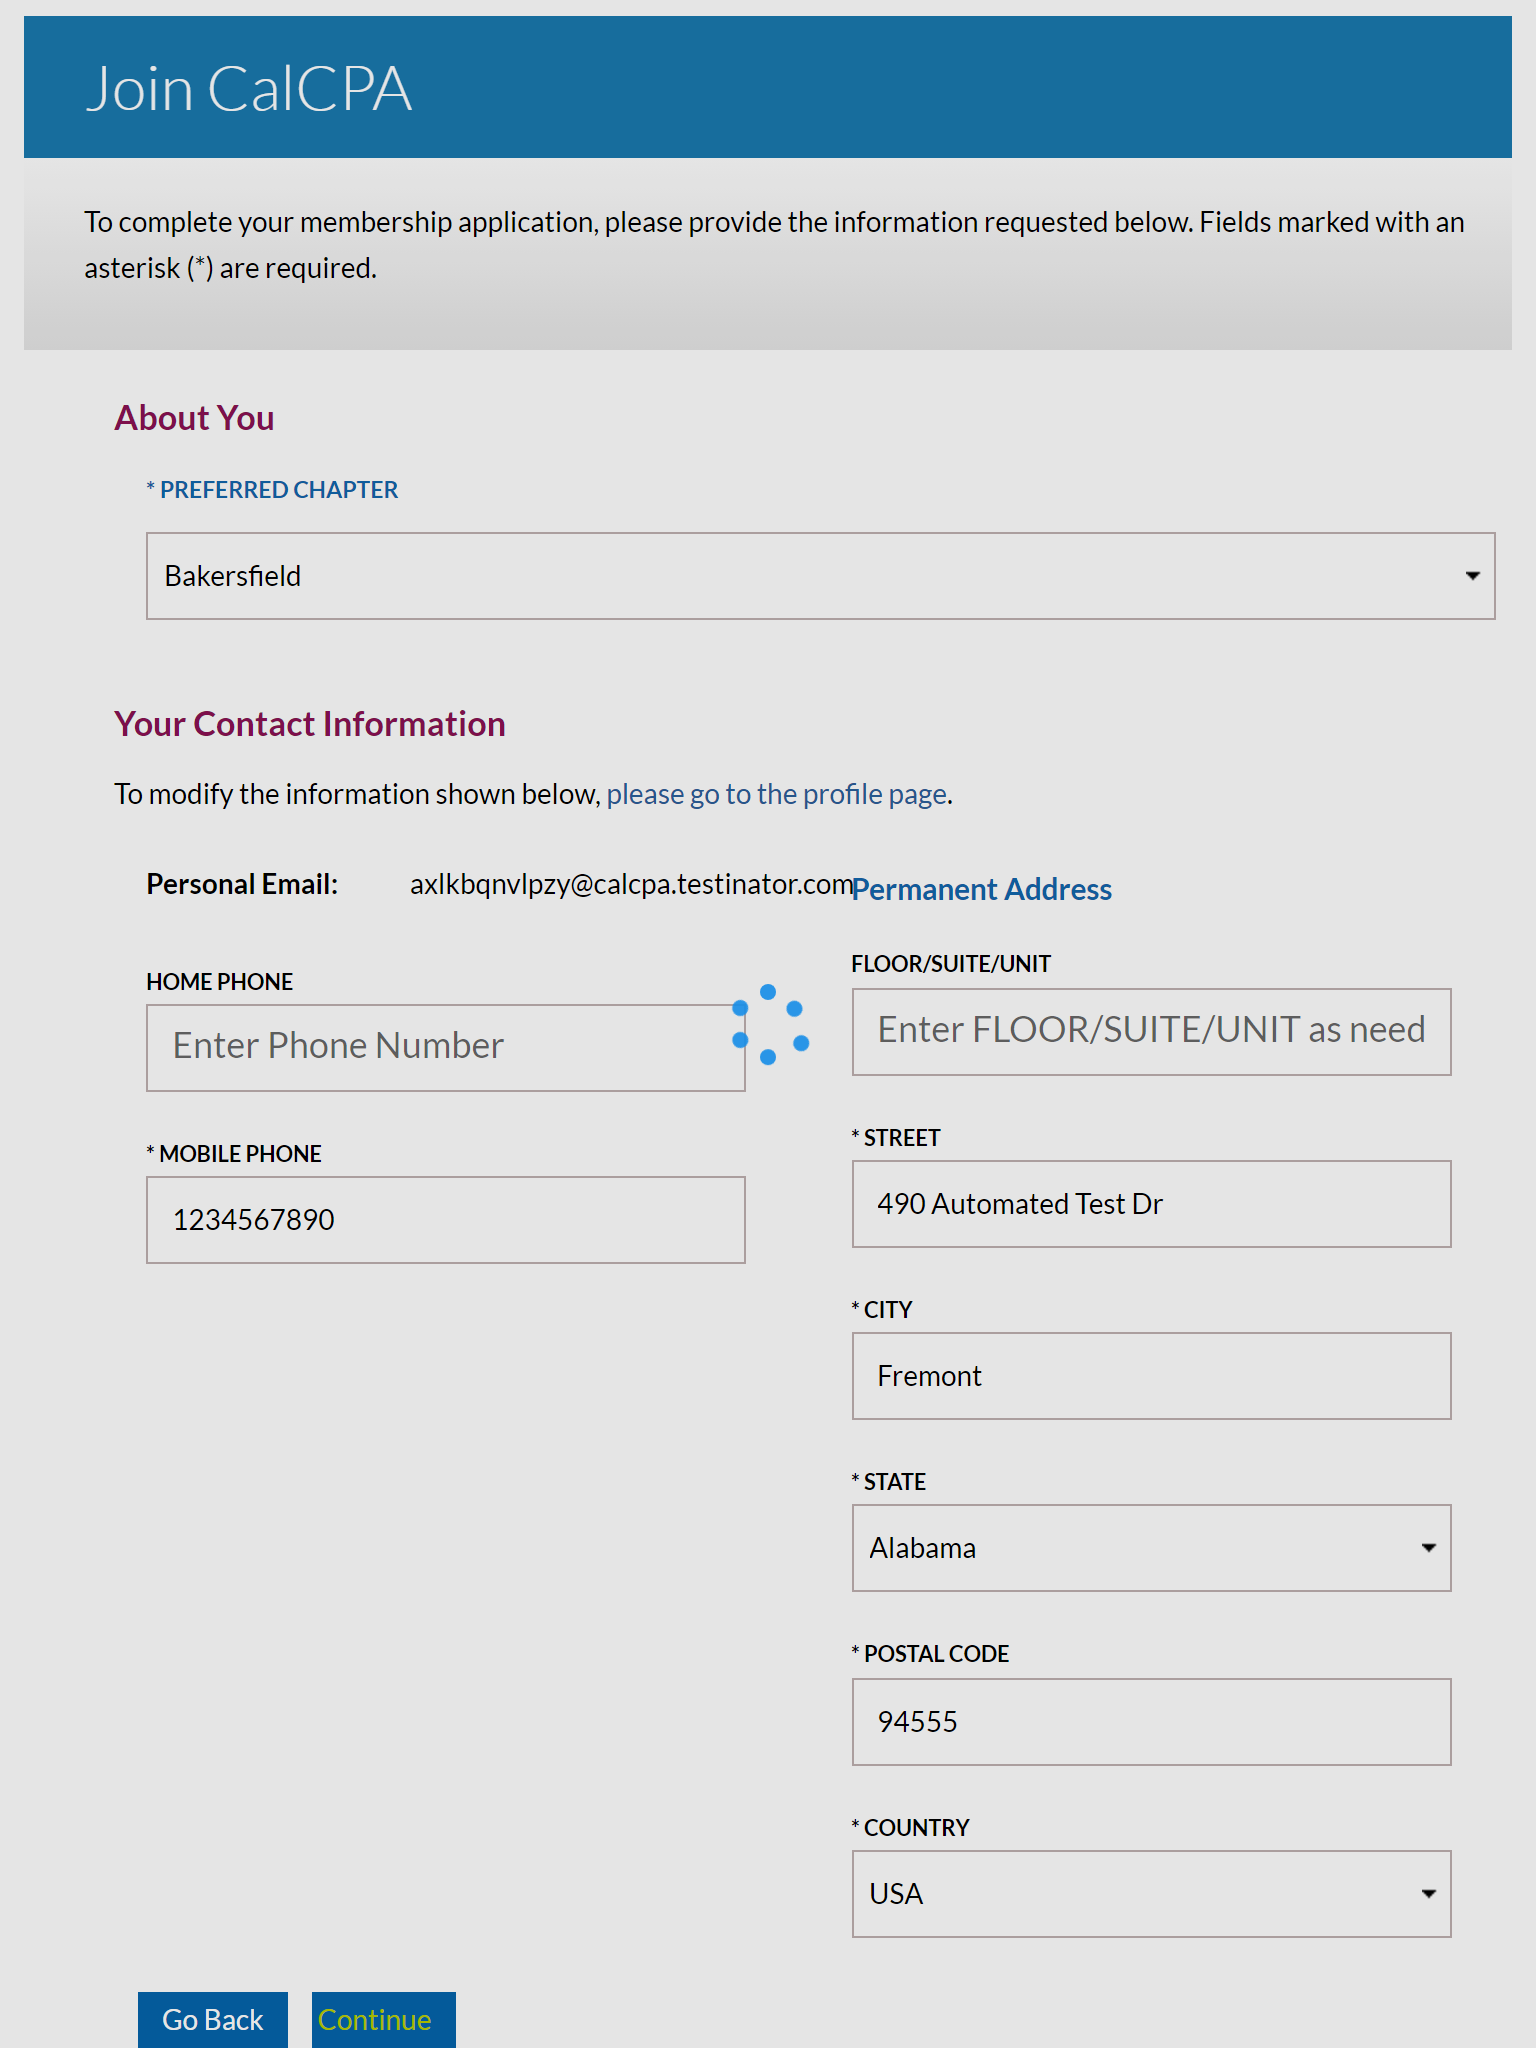 Join CalCPA
To complete your membership application, please provide the information requested below. Fields marked with an
asterisk (*) are required.
About You
* PREFERRED CHAPTER
Bakersfield
Your Contact Information
To modify the information shown below, please go to the profile page.
Personal Email: axlkbqnvlpzy@calcpa.testinator.com
HOME PHONE
Enter Phone Number
* MOBILE PHONE
1234567890
Permanent Address
FLOOR/SUITE/UNIT
Enter FLOOR/SUITE/UNIT as need
* STREET
490 Automated Test Dr
* CITY
Fremont
* STATE
Alabama
* POSTAL CODE
94555
* COUNTRY
USA
Go Back
Continue